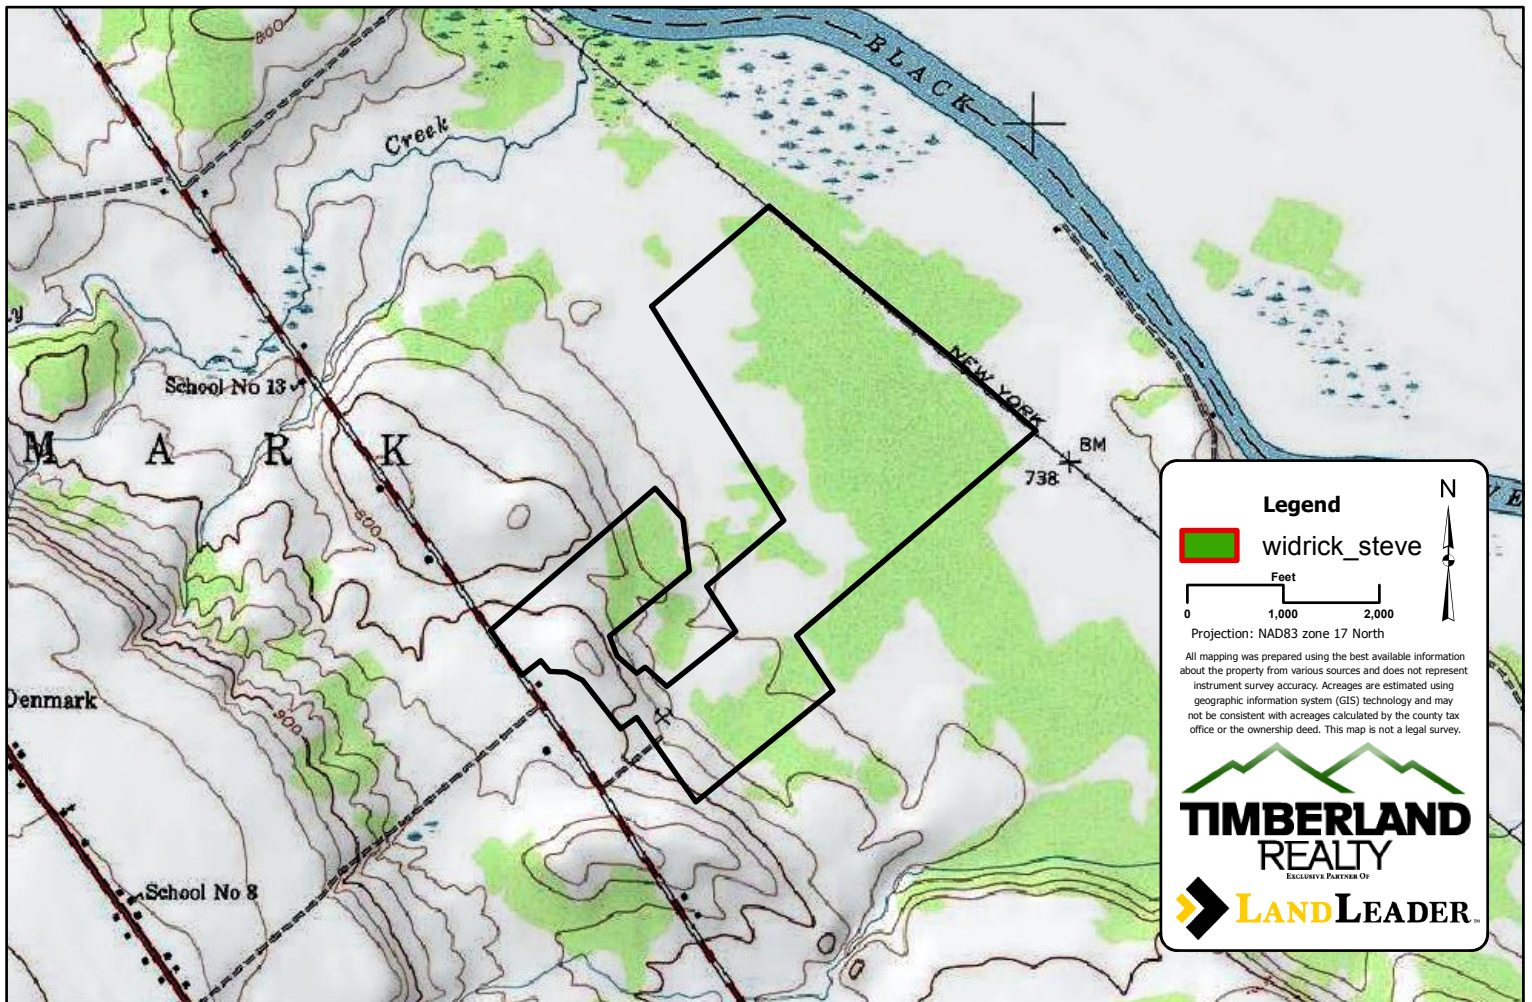 800
BLACK
Creek
School No 13
MARK
NEW YORK
BM
738
800
Denmark
900
School No 8
Legend
N
widrick_steve
Feet
0 1,000 2,000
Projection: NAD83 zone 17 North
All mapping was prepared using the best available information
about the property from various sources and does not represent
instrument survey accuracy. Acreages are estimated using
geographic information system (GIS) technology and may
not be consistent with acreages calculated by the county tax
office or the ownership deed. This map is not a legal survey.
TIMBERLAND
REALTY
EXCLUSIVE PARTNER OF
LANDLEADER